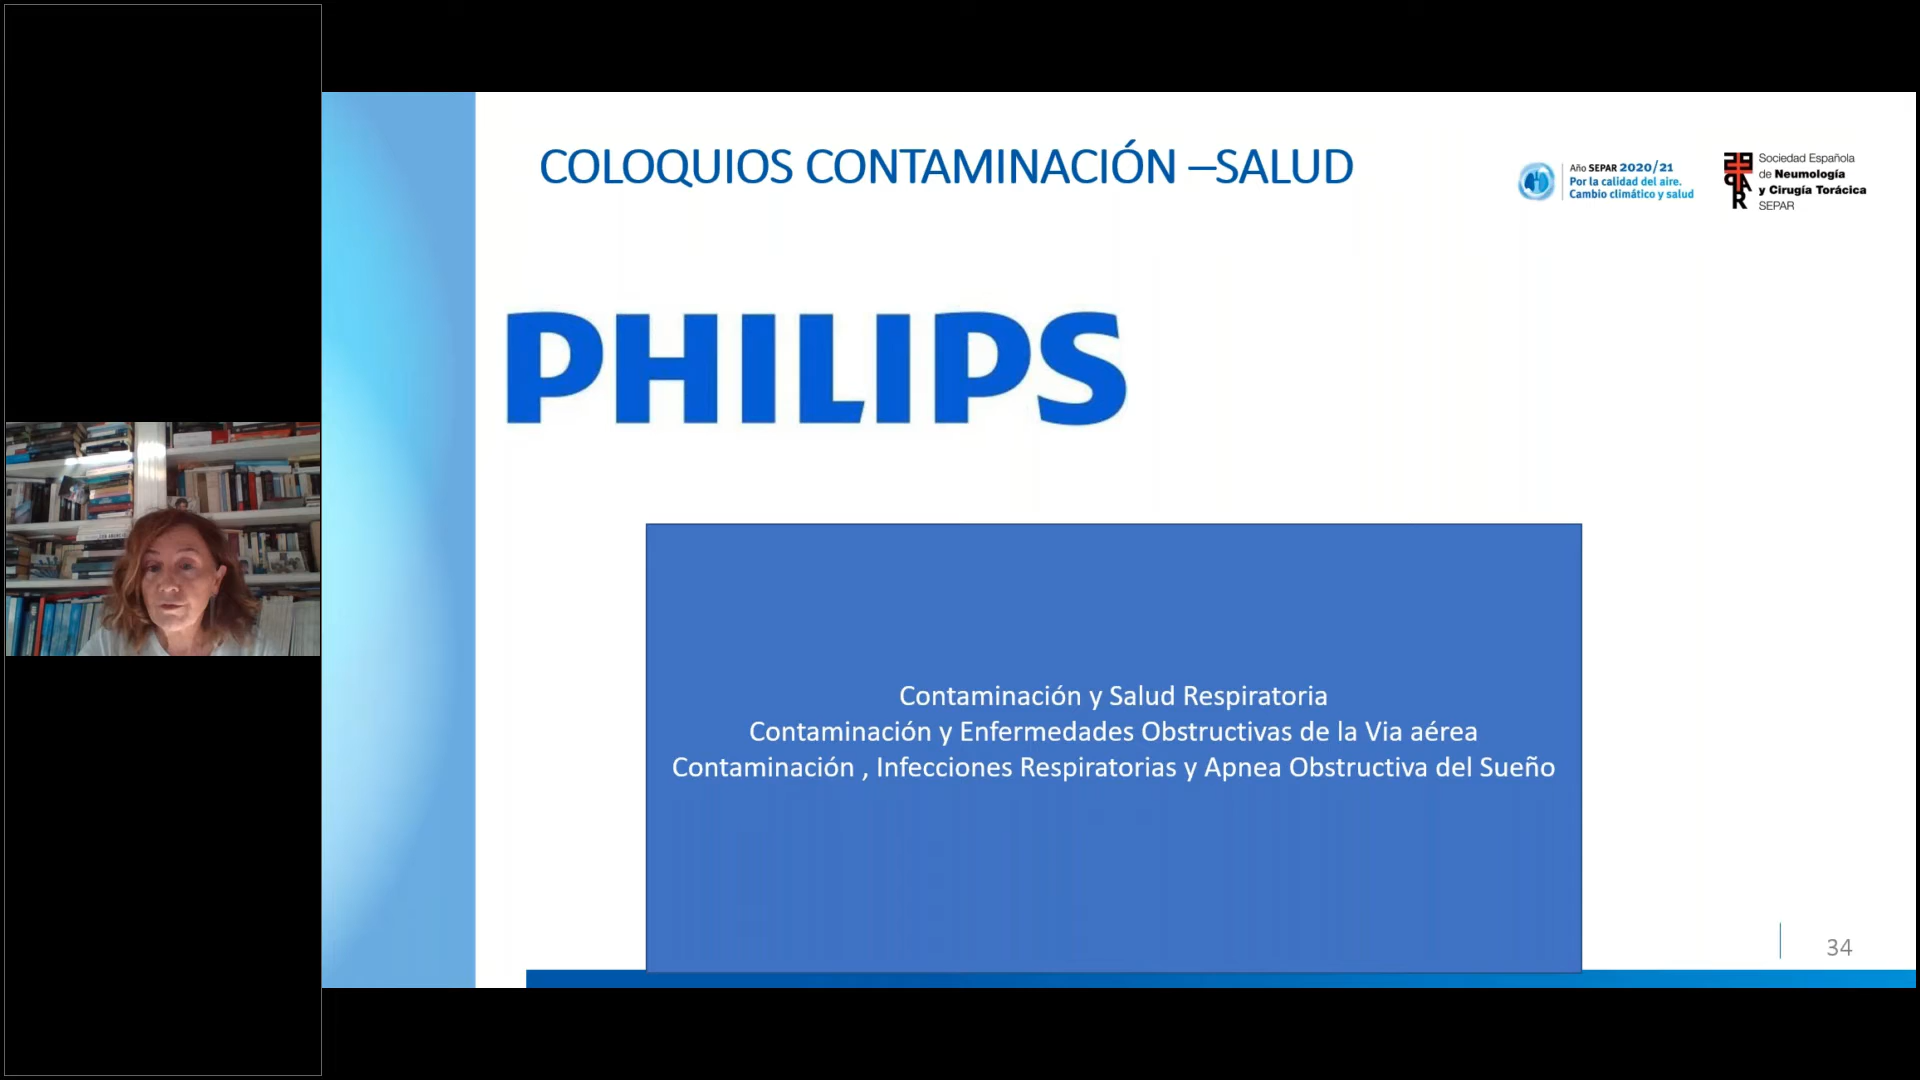 COLOQUIOS CONTAMINACIÓN –SALUD
Año SEPAR 2020/21
Por la calidad del aire.
Cambio climático y salud
Sociedad Española
de Neumología
y Cirugía Torácica
SEPAR
PHILIPS
Contaminación y Salud Respiratoria
Contaminación y Enfermedades Obstructivas de la Via aérea
Contaminación , Infecciones Respiratorias y Apnea Obstructiva del Sueño
34